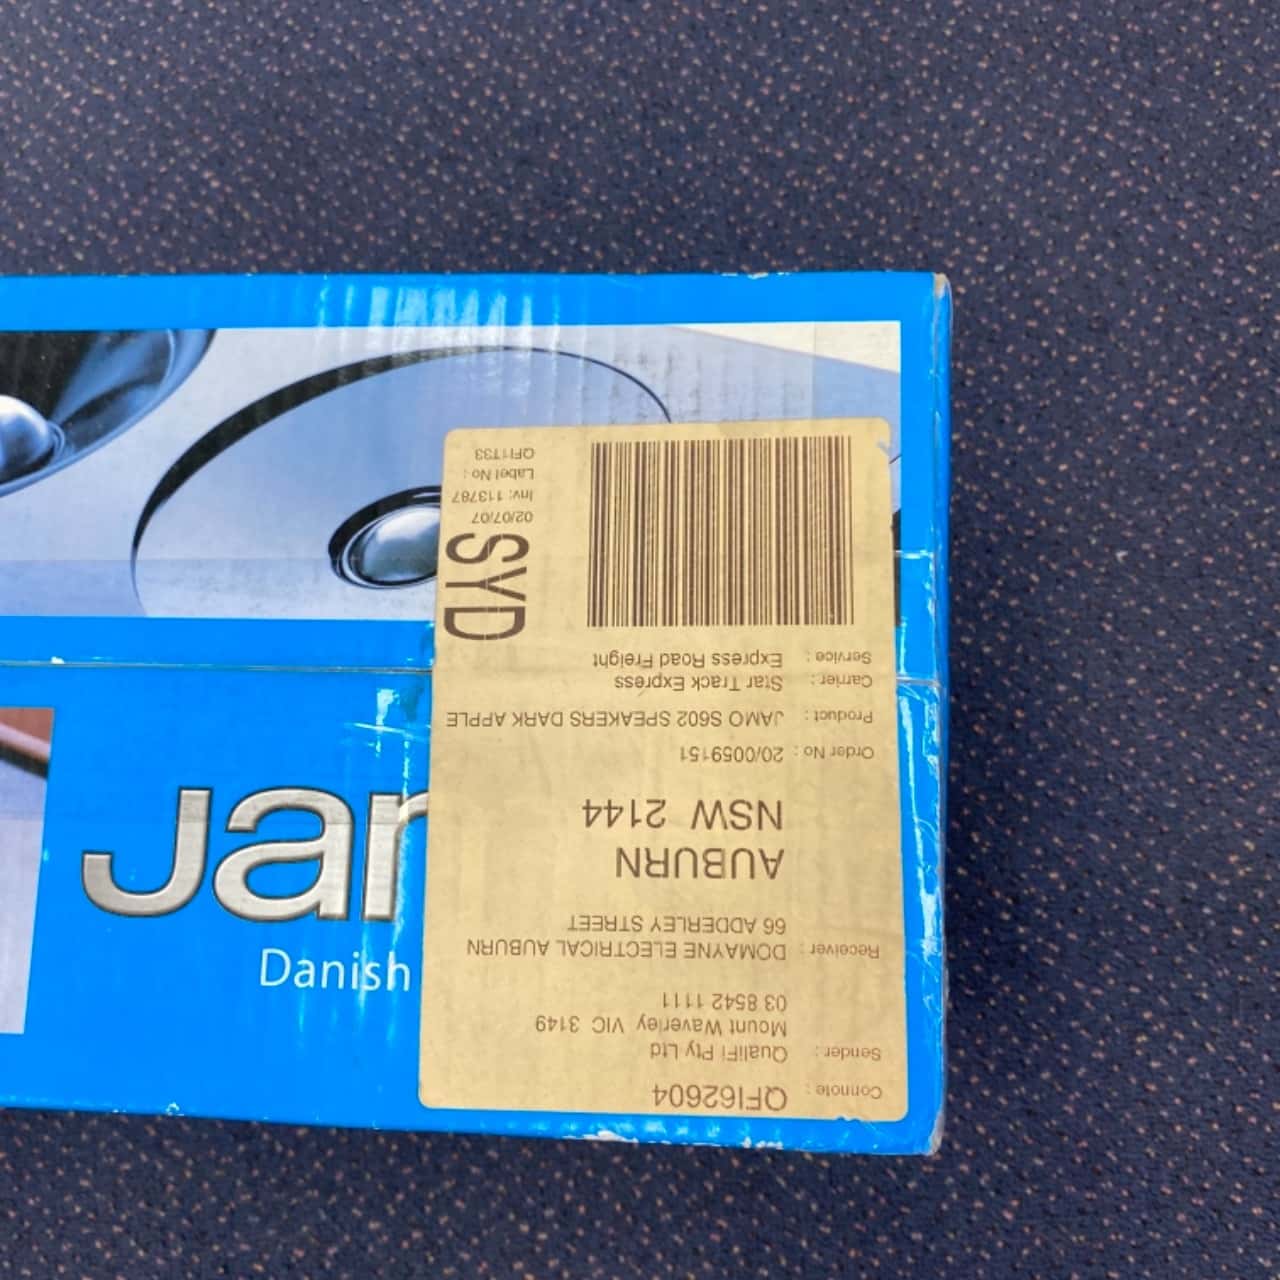 Jam
Danish
Connote : QFI62604
Sender : QualiFi Pty Ltd
Mount Waverley VIC 3149
03 8542 1111
Receiver : DOMAYNE ELECTRICAL AUBURN
66 ADDERLEY STREET
AUBURN
NSW 2144
Order No : 20/0059151
Product : JAMO S602 SPEAKERS DARK APPLE
Carrier : Star Track Express
Service : Express Road Freight
SYD
02/07/07
Inv: 113787
Label No :
QFI1T33